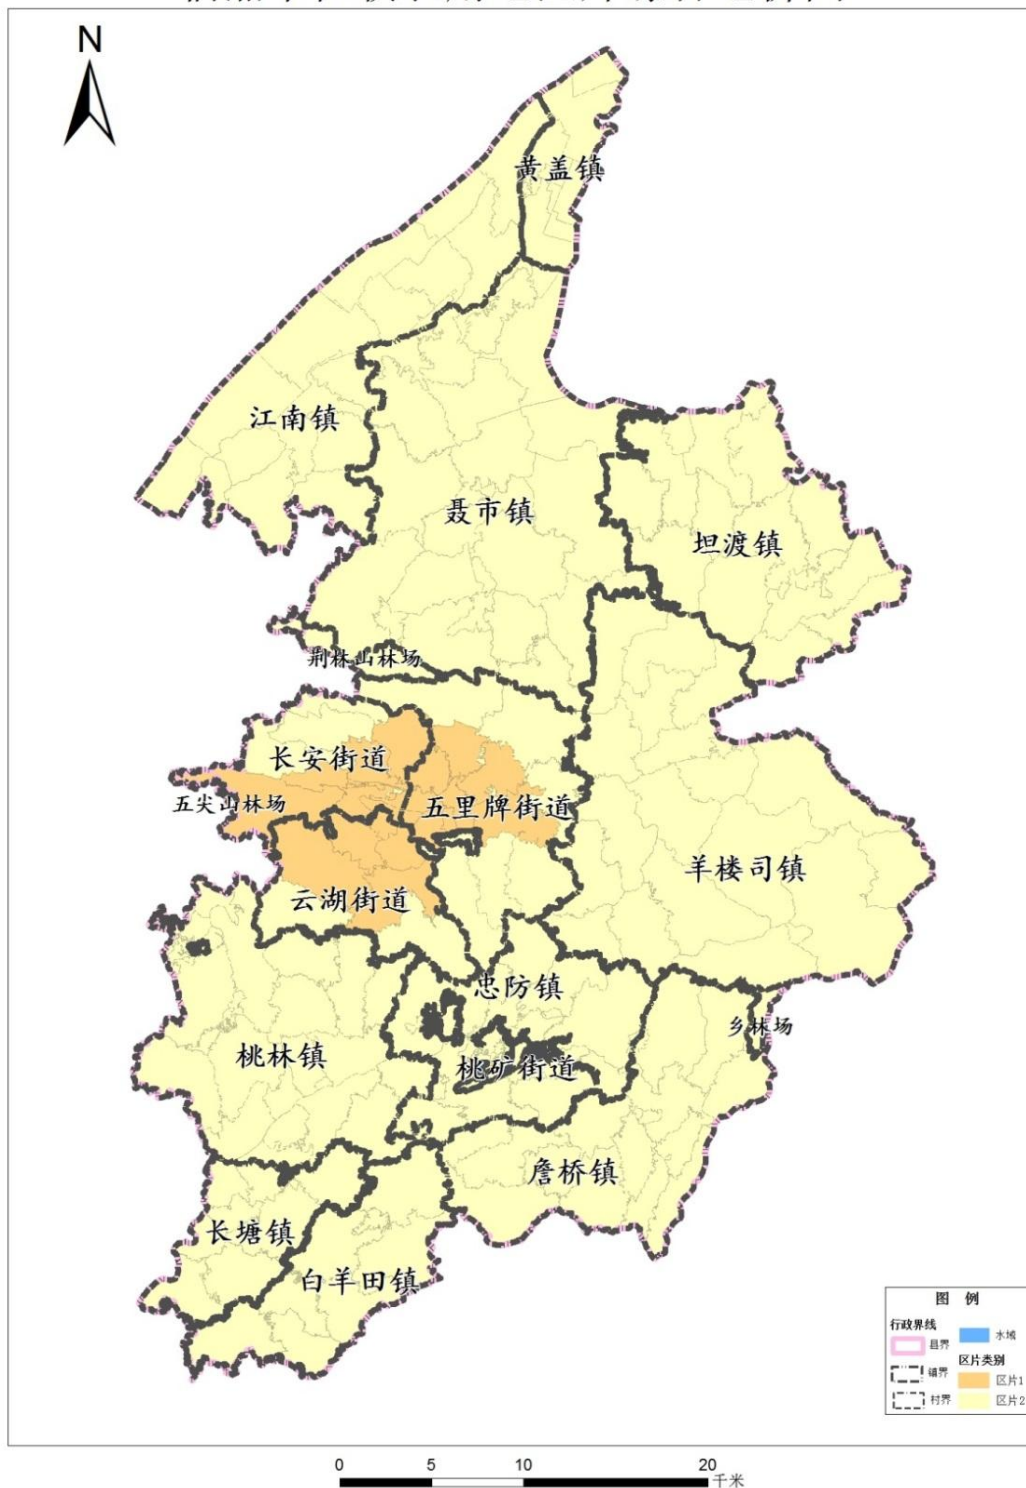 N
黄盖镇
江南镇
聂市镇
坦渡镇
荆林山林场
长安街道
五尖山林场
五里牌街道
羊楼司镇
云湖街道
忠防镇
乡林场
桃林镇
桃矿街道
詹桥镇
长塘镇
白羊田镇
图 例
行政界线
县界
镇界
村界
水域
区片类别
区片1
区片2
0 5 10 20
千米